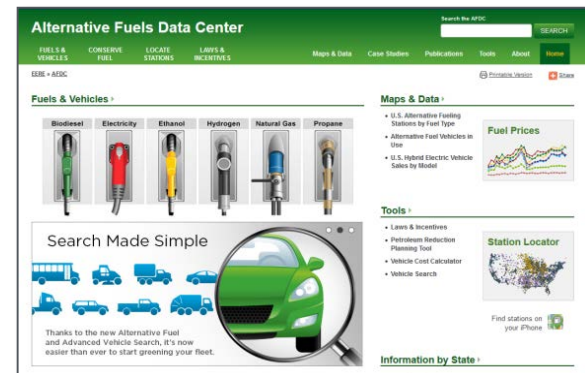 Alternative Fuels Data Center
Search the AFDC
SEARCH
FUELS & VEHICLES
CONSERVE FUEL
LOCATE STATIONS
LAWS & INCENTIVES
Maps & Data
Case Studies
Publications
Tools
About
Home
EERE » AFDC
Printable Version
Share
Fuels & Vehicles ›
Biodiesel
Electricity
Ethanol
Hydrogen
Natural Gas
Propane
Search Made Simple
Thanks to the new Alternative Fuel
and Advanced Vehicle Search, it's now
easier than ever to start greening your fleet.
Maps & Data ›
• U.S. Alternative Fueling
Stations by Fuel Type
• Alternative Fuel Vehicles in
Use
• U.S. Hybrid Electric Vehicle
Sales by Model
Fuel Prices
Tools ›
• Laws & Incentives
• Petroleum Reduction
Planning Tool
• Vehicle Cost Calculator
• Vehicle Search
Station Locator
Find stations on
your iPhone
Information by State ›